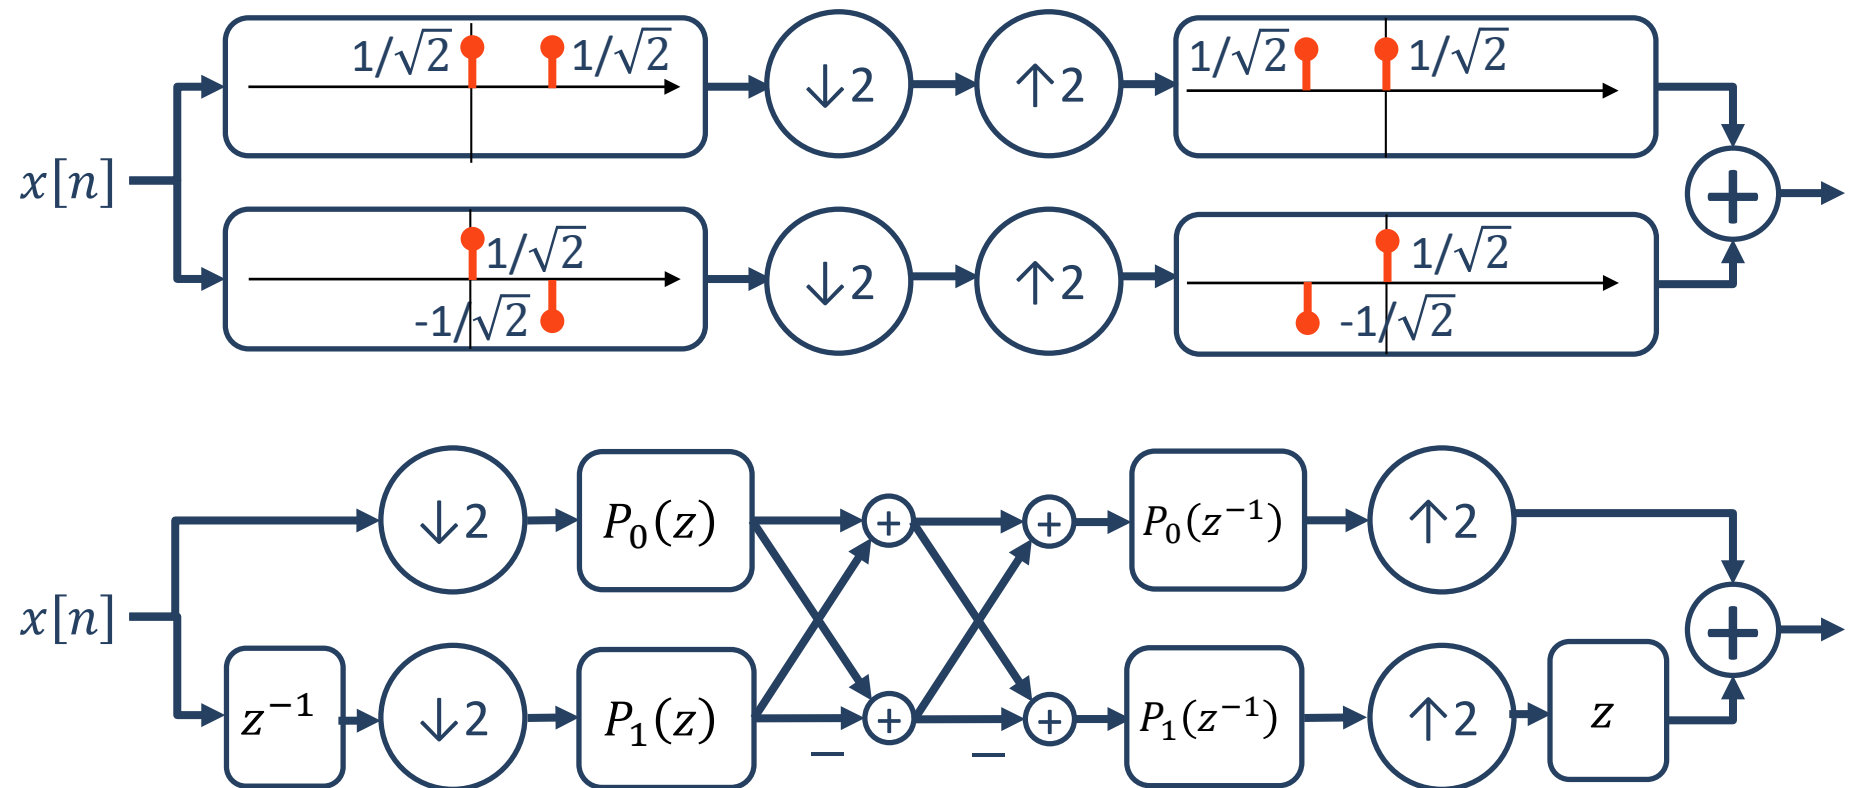 1/√2 1/√2 ↓2 ↑2 1/√2 1/√2
x[n] +
1/√2 -1/√2 ↓2 ↑2 1/√2 -1/√2
↓2 P₀(z) + + P₀(z⁻¹) ↑2
x[n] +
z⁻¹ ↓2 P₁(z) + + P₁(z⁻¹) ↑2 z
− −